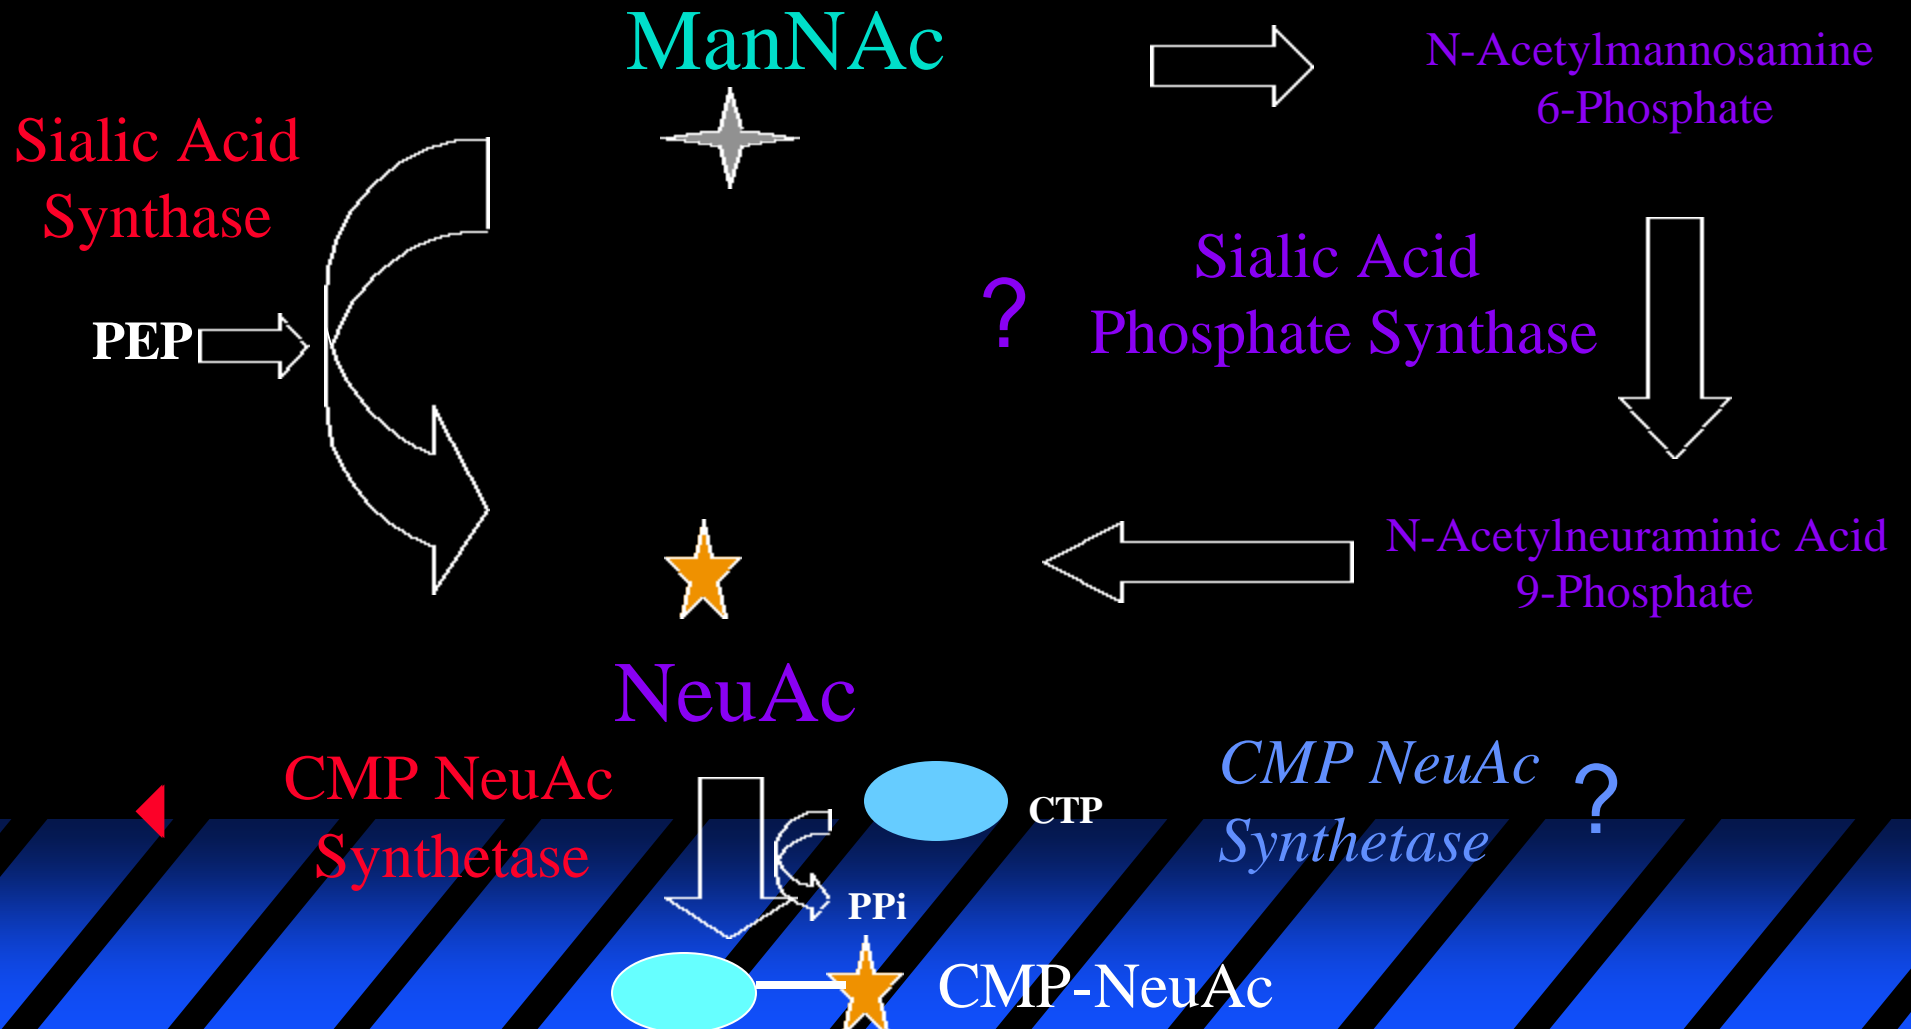 ManNAc
N-Acetylmannosamine
6-Phosphate
Sialic Acid
Synthase
PEP
?
Sialic Acid
Phosphate Synthase
N-Acetylneuraminic Acid
9-Phosphate
NeuAc
CMP NeuAc
Synthetase
CTP
CMP NeuAc
Synthetase
?
PPi
CMP-NeuAc